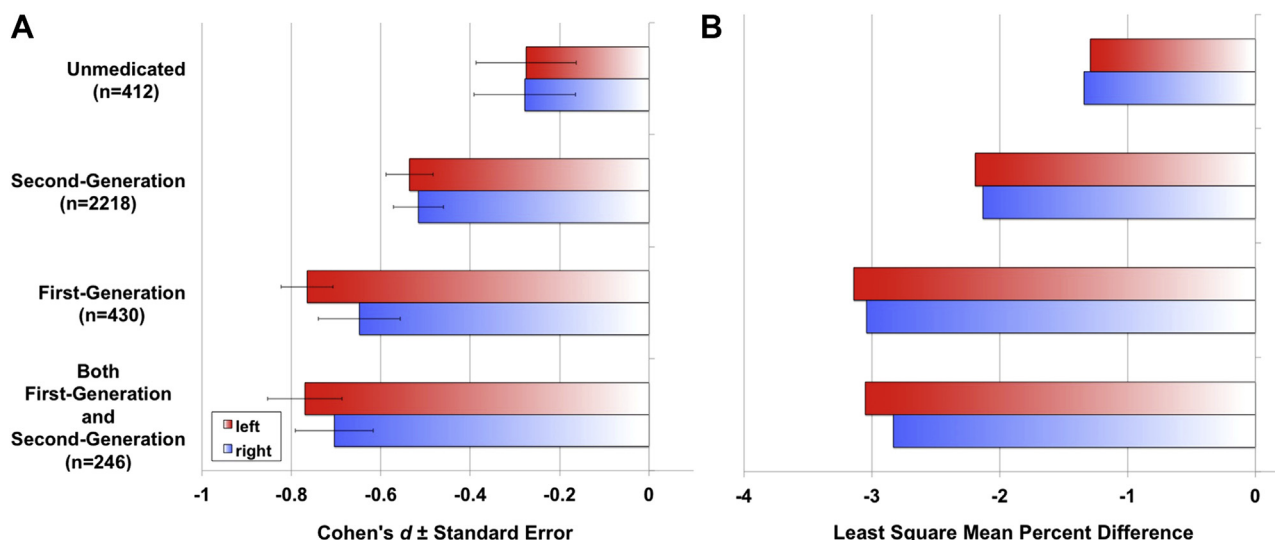 A
B
Unmedicated
(n=412)
Second-Generation
(n=2218)
First-Generation
(n=430)
Both
First-Generation
and
Second-Generation
(n=246)
left
right
-1 -0.8 -0.6 -0.4 -0.2 0
Cohen's d ± Standard Error
-4 -3 -2 -1 0
Least Square Mean Percent Difference